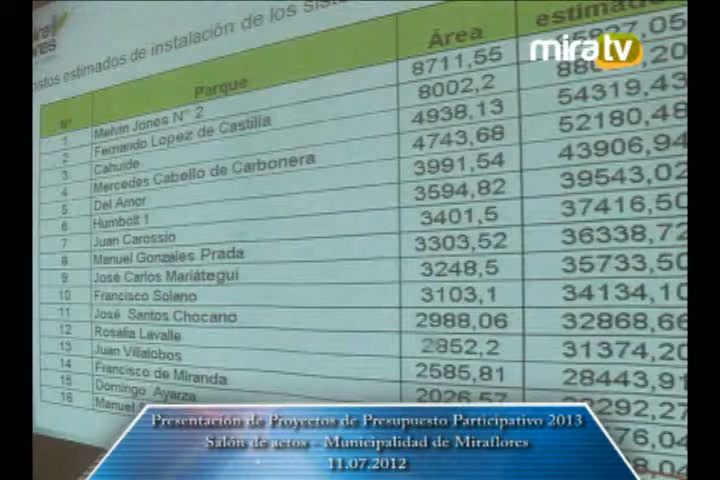 mira tv
ostos estimados de instalación de los
N° Parque Área estimado
1 Melvin Jones N° 2 8711,55
2 Fernando Lopez de Castilla 8002,2
3 Cahuide 4938,13 54319,43
4 Mercedes Cabello de Carbonera 4743,68 52180,48
5 Del Amor 3991,54 43906,94
6 Humbolt 1 3594,82 39543,02
7 Juan Carossio 3401,5 37416,50
8 Manuel Gonzales Prada 3303,52 36338,72
9 José Carlos Mariátegui 3248,5 35733,50
10 Francisco Solano 3103,1 34134,10
11 José Santos Chocano 2988,06 32868,66
12 Rosalia Lavalle 2852,2 31374,20
13 Juan Villalobos 2585,81 28443,91
14 Francisco de Miranda 2026,57 22292,27
15 Domingo Ayarza
16 Manuel
Presentación de Proyectos de Presupuesto Participativo 2013
Salón de actos - Municipalidad de Miraflores
11.07.2012